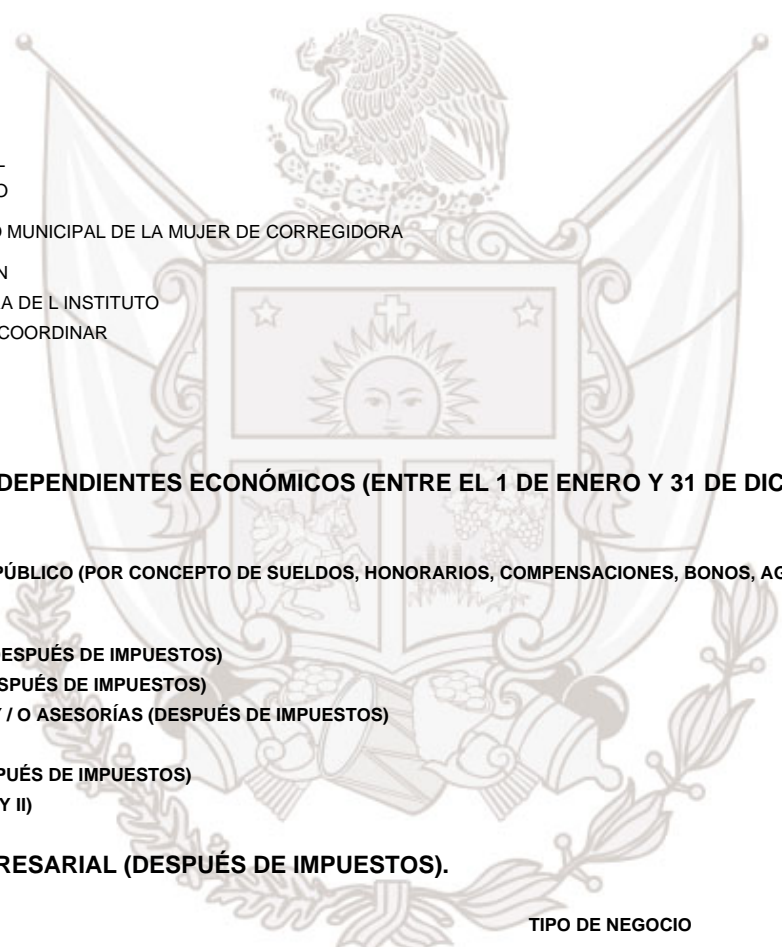 L
O
O MUNICIPAL DE LA MUJER DE CORREGIDORA
N
A DE L INSTITUTO
COORDINAR
DEPENDIENTES ECONÓMICOS (ENTRE EL 1 DE ENERO Y 31 DE DIC
PÚBLICO (POR CONCEPTO DE SUELDOS, HONORARIOS, COMPENSACIONES, BONOS, AG
DESPUÉS DE IMPUESTOS)
SPUÉS DE IMPUESTOS)
Y / O ASESORÍAS (DESPUÉS DE IMPUESTOS)
PUÉS DE IMPUESTOS)
Y II)
RESARIAL (DESPUÉS DE IMPUESTOS).
TIPO DE NEGOCIO